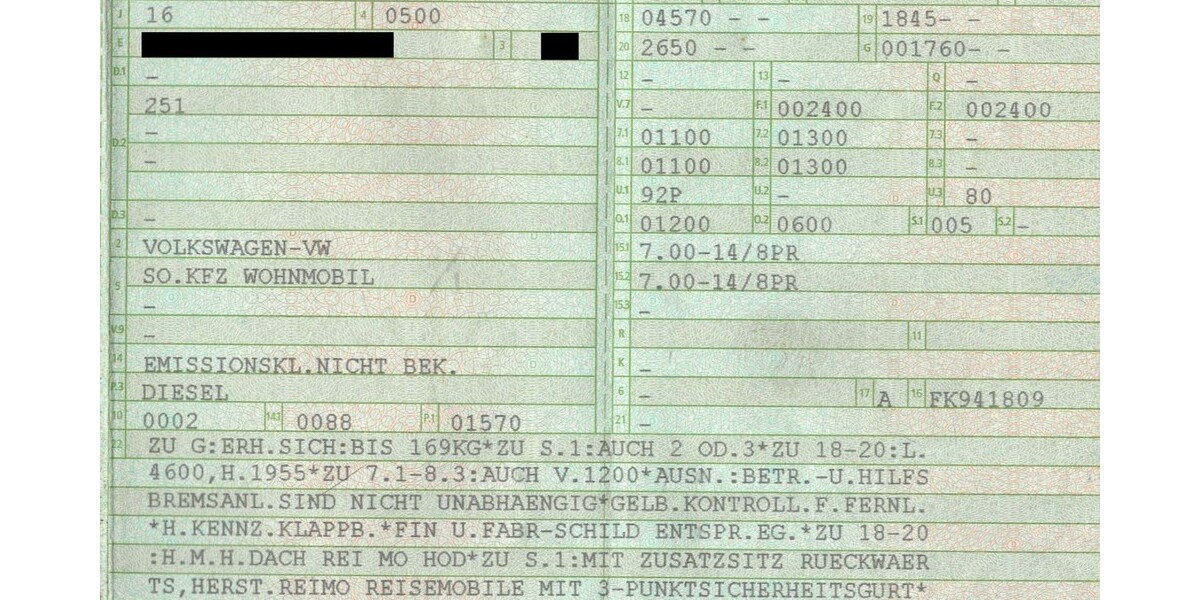 J 16 4 0500
E 3
D.1 –
251
D.2 –
–
D.3 –
2 VOLKSWAGEN-VW
5 SO.KFZ WOHNMOBIL
–
V.9 –
14 EMISSIONSKL.NICHT BEK.
P.3 DIESEL
10 0002 14.1 0088 P.1 01570
18 04570 – – 19 1845– –
20 2650 – – G 001760– –
12 – 13 – Q –
V.7 – F.1 002400 F.2 002400
7.1 01100 7.2 01300 7.3 –
8.1 01100 8.2 01300 8.3 –
U.1 92P U.2 – U.3 80
O.1 01200 O.2 0600 S.1 005 S.2 –
15.1 7.00-14/8PR
15.2 7.00-14/8PR
15.3 –
R 11
K –
6 – 17 A 16 FK941809
21 –
22 ZU G:ERH.SICH:BIS 169KG*ZU S.1:AUCH 2 OD.3*ZU 18-20:L.
4600,H.1955*ZU 7.1-8.3:AUCH V.1200*AUSN.:BETR.-U.HILFS
BREMSANL.SIND NICHT UNABHAENGIG*GELB.KONTROLL.F.FERNL.
*H.KENNZ.KLAPPB.*FIN U.FABR-SCHILD ENTSPR.EG.*ZU 18-20
:H.M.H.DACH REI MO HOD*ZU S.1:MIT ZUSATZSITZ RUECKWAER
TS,HERST.REIMO REISEMOBILE MIT 3-PUNKTSICHERHEITSGURT*